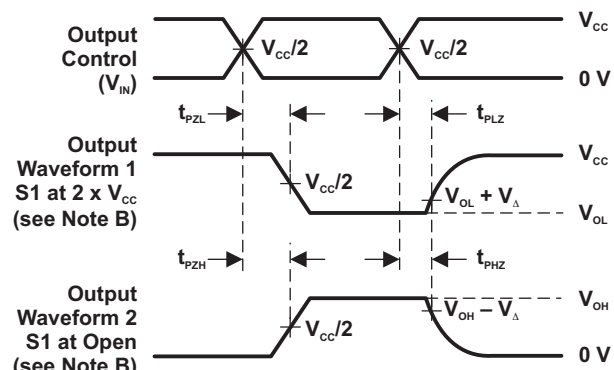 Output
Control
(VIN)
VCC/2
VCC/2
VCC
0 V
tPZL
tPLZ
Output
Waveform 1
S1 at 2 x VCC
(see Note B)
VCC/2
VCC
VOL + VΔ
VOL
tPZH
tPHZ
Output
Waveform 2
S1 at Open
(see Note B)
VCC/2
VOH
VOH – VΔ
0 V